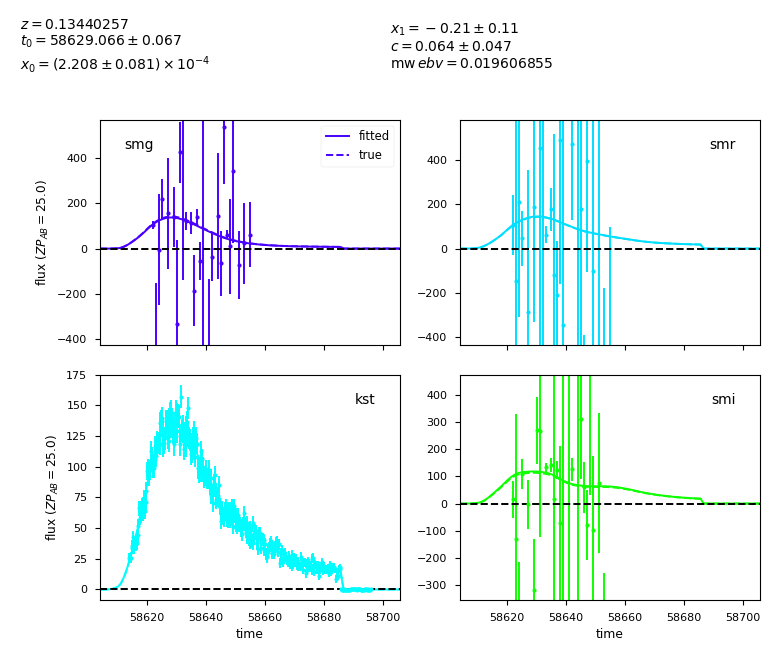 z = 0.13440257
t₀ = 58629.066 ± 0.067
x₀ = (2.208 ± 0.081) × 10⁻⁴
x₁ = −0.21 ± 0.11
c = 0.064 ± 0.047
mw ebv = 0.019606855
smg
fitted
true
400
200
0
−200
−400
flux (ZP_AB = 25.0)
smr
400
200
0
−200
−400
kst
175
150
125
100
75
50
25
0
flux (ZP_AB = 25.0)
58620 58640 58660 58680 58700
time
smi
400
300
200
100
0
−100
−200
−300
58620 58640 58660 58680 58700
time